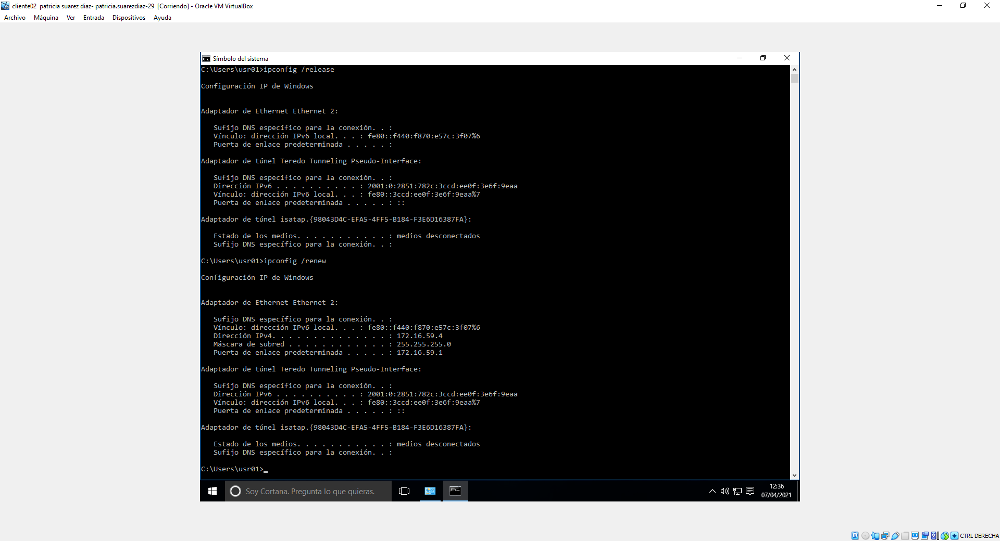 cliente02 patricia suarez diaz- patricia.suarezdiaz-29 [Corriendo] - Oracle VM VirtualBox
Archivo Máquina Ver Entrada Dispositivos Ayuda
Símbolo del sistema
C:\Users\usr01>ipconfig /release
Configuración IP de Windows
Adaptador de Ethernet Ethernet 2:
Sufijo DNS específico para la conexión. . :
Vínculo: dirección IPv6 local. . . : fe80::f440:f870:e57c:3f07%6
Puerta de enlace predeterminada . . . . . :
Adaptador de túnel Teredo Tunneling Pseudo-Interface:
Sufijo DNS específico para la conexión. . :
Dirección IPv6 . . . . . . . . . . : 2001:0:2851:782c:3ccd:ee0f:3e6f:9eaa
Vínculo: dirección IPv6 local. . . : fe80::3ccd:ee0f:3e6f:9eaa%7
Puerta de enlace predeterminada . . . . . : ::
Adaptador de túnel isatap.{98043D4C-EFA5-4FF5-B184-F3E6D16387FA}:
Estado de los medios. . . . . . . . . . . : medios desconectados
Sufijo DNS específico para la conexión. . :
C:\Users\usr01>ipconfig /renew
Configuración IP de Windows
Adaptador de Ethernet Ethernet 2:
Sufijo DNS específico para la conexión. . :
Vínculo: dirección IPv6 local. . . : fe80::f440:f870:e57c:3f07%6
Dirección IPv4. . . . . . . . . . . . . . : 172.16.59.4
Máscara de subred . . . . . . . . . . . . : 255.255.255.0
Puerta de enlace predeterminada . . . . . : 172.16.59.1
Adaptador de túnel Teredo Tunneling Pseudo-Interface:
Sufijo DNS específico para la conexión. . :
Dirección IPv6 . . . . . . . . . . : 2001:0:2851:782c:3ccd:ee0f:3e6f:9eaa
Vínculo: dirección IPv6 local. . . : fe80::3ccd:ee0f:3e6f:9eaa%7
Puerta de enlace predeterminada . . . . . : ::
Adaptador de túnel isatap.{98043D4C-EFA5-4FF5-B184-F3E6D16387FA}:
Estado de los medios. . . . . . . . . . . : medios desconectados
Sufijo DNS específico para la conexión. . :
C:\Users\usr01>
Soy Cortana. Pregunta lo que quieras.
12:36
07/04/2021
CTRL DERECHA